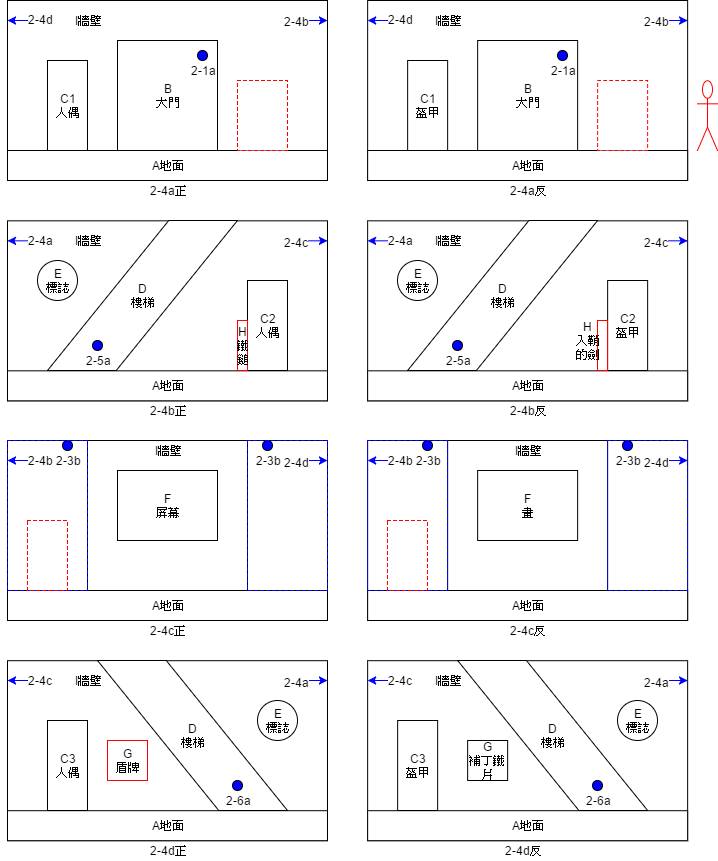 2-4d I牆壁 2-4b
2-1a
C1
人偶
B
大門
A地面
2-4a正
2-4d I牆壁 2-4b
2-1a
C1
盔甲
B
大門
A地面
2-4a反
2-4a I牆壁 2-4c
E
標誌
D
樓梯
C2
人偶
H
鐵
鎚
2-5a
A地面
2-4b正
2-4a I牆壁 2-4c
E
標誌
D
樓梯
C2
盔甲
H
入鞘
的劍
2-5a
A地面
2-4b反
I牆壁
2-4b 2-3b 2-3b 2-4d
F
屏幕
A地面
2-4c正
I牆壁
2-4b 2-3b 2-3b 2-4d
F
畫
A地面
2-4c反
2-4c I牆壁 2-4a
E
標誌
D
樓梯
C3
人偶
G
盾牌
2-6a
A地面
2-4d正
2-4c I牆壁 2-4a
E
標誌
D
樓梯
C3
盔甲
G
補丁鐵
片
2-6a
A地面
2-4d反